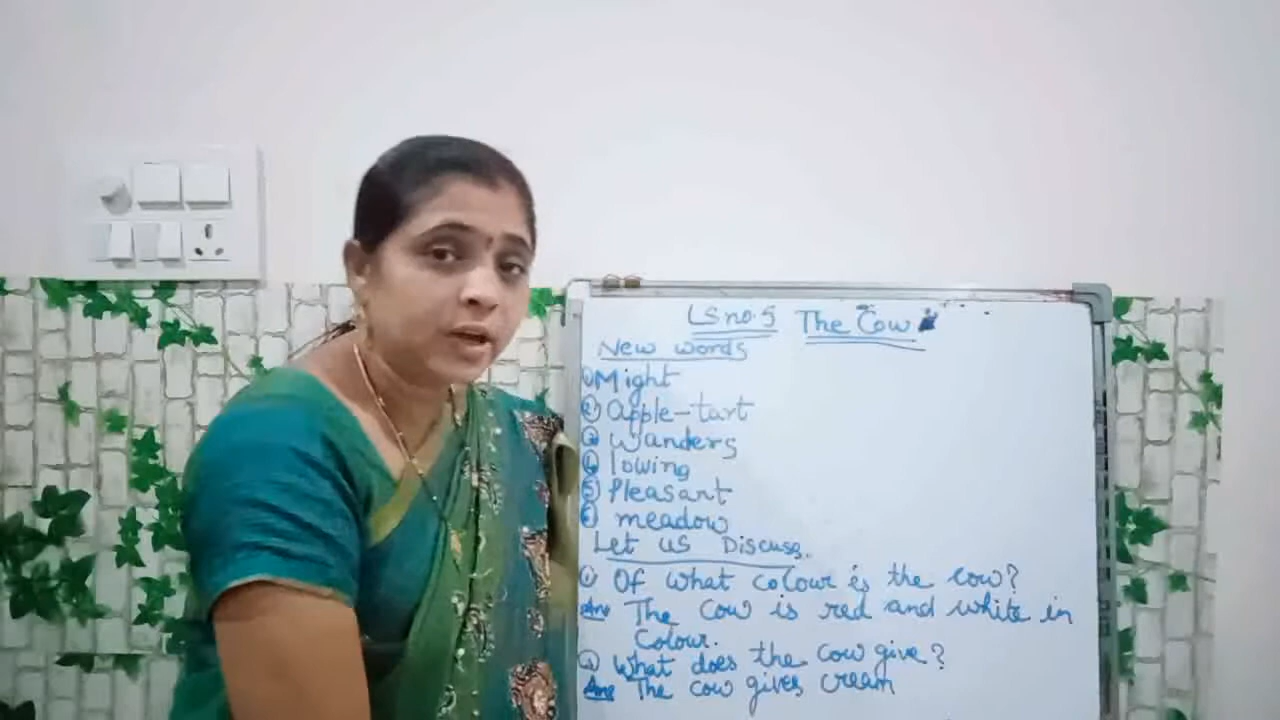 LSno.5 The Cow
New words
① Might
② Apple-tart
③ wanders
④ lowing
⑤ Pleasant
⑥ meadow
Let us Discuss.
① Of what colour is the cow?
Ans The cow is red and white in
Colour.
② What does the cow give?
Ans The cow gives cream